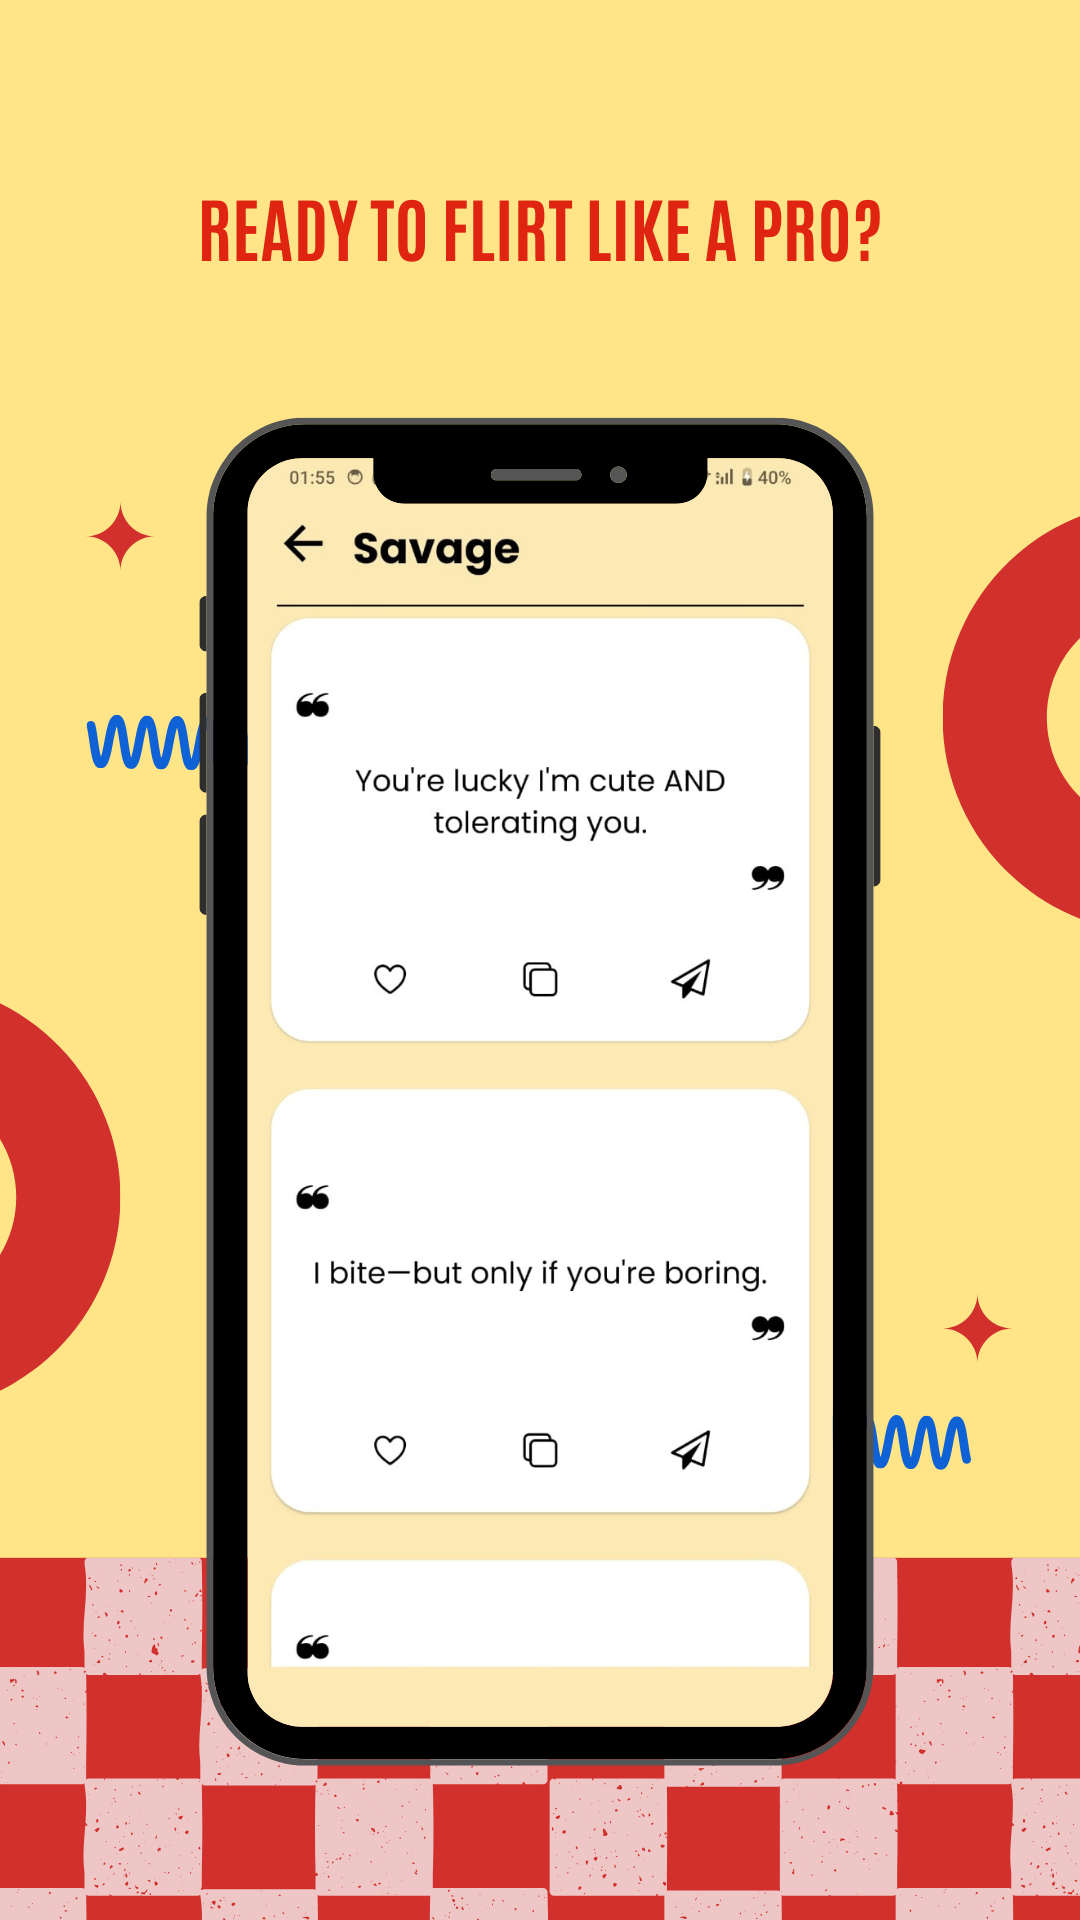 READY TO FLIRT LIKE A PRO?
01:55 40%
Savage
❝
You're lucky I'm cute AND
tolerating you.
❞
❝
I bite—but only if you're boring.
❞
❝